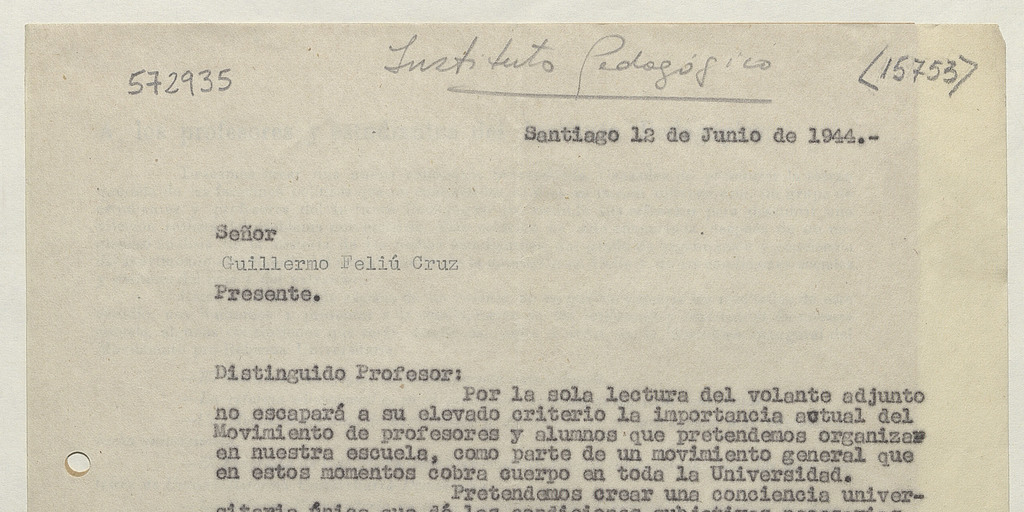 Instituto Pedagógico
572935
(15753)
Santiago 12 de Junio de 1944.-
Señor
Guillermo Feliú Cruz
Presente.
Distinguido Profesor:
Por la sola lectura del volante adjunto
no escapará a su elevado criterio la importancia actual del
Movimiento de profesores y alumnos que pretendemos organizar
en nuestra escuela, como parte de un movimiento general que
en estos momentos cobra cuerpo en toda la Universidad.
Pretendemos crear una conciencia univer-